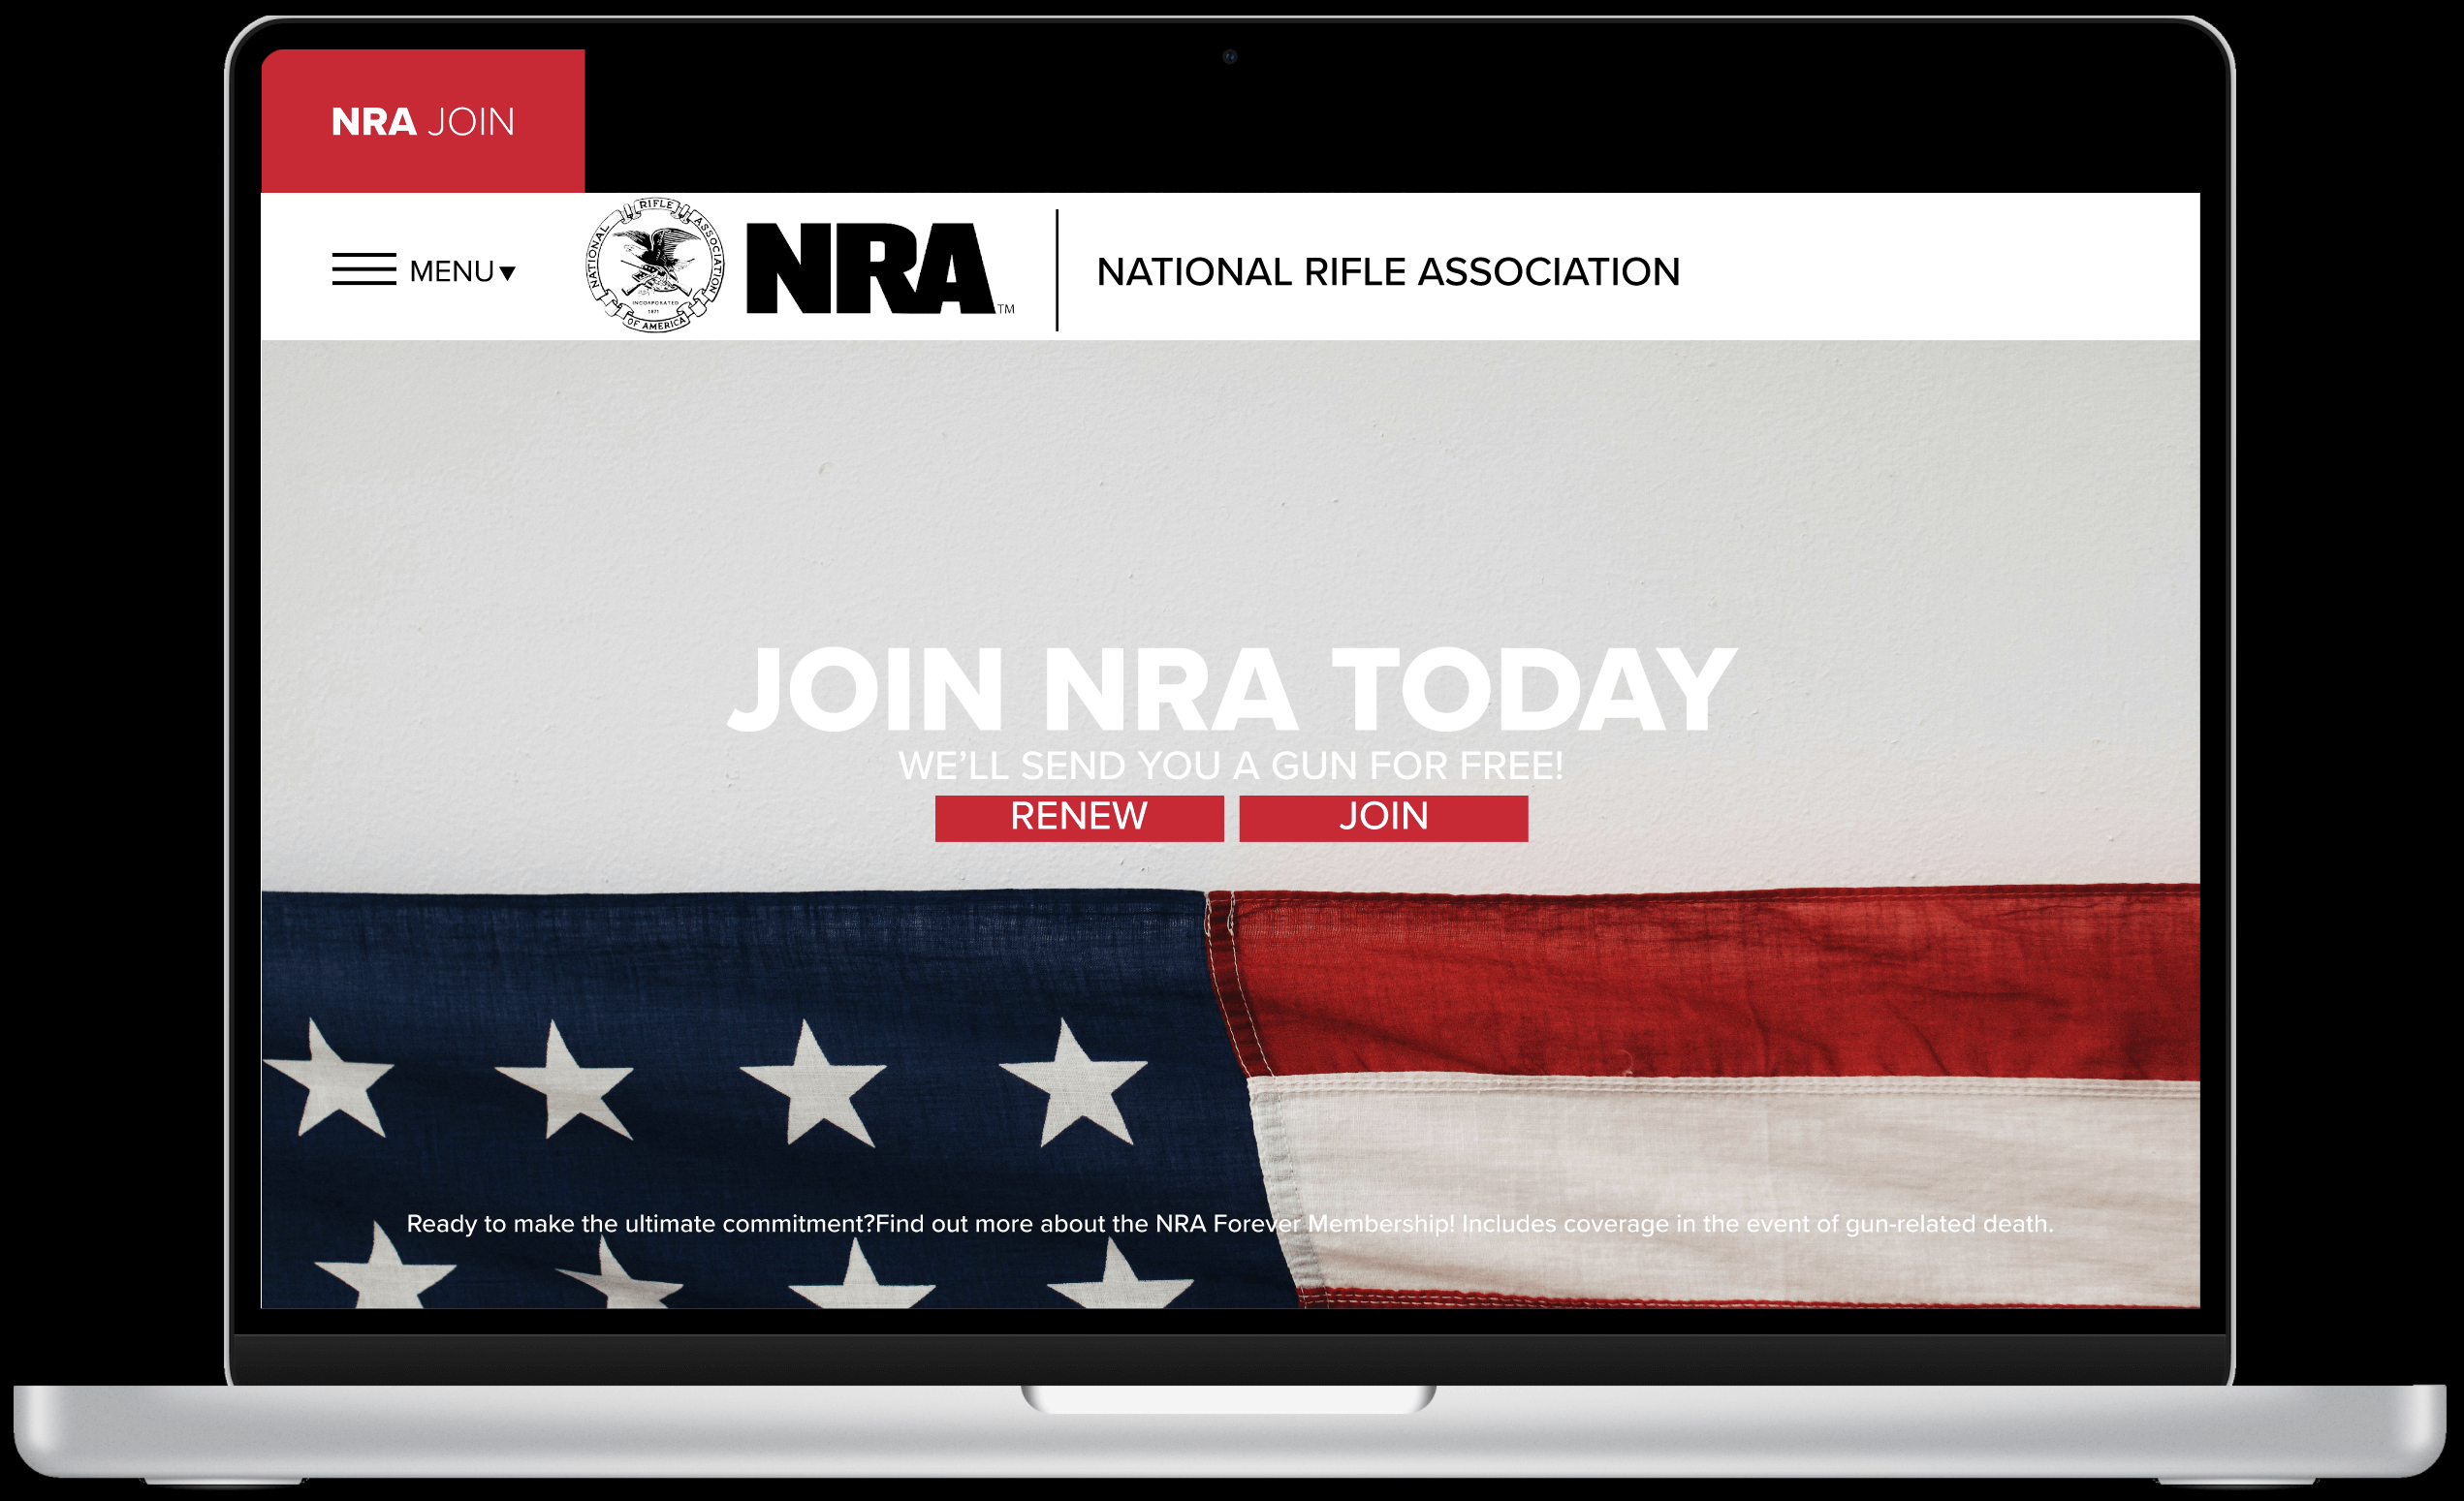 NRA JOIN
MENU▼
NATIONAL RIFLE ASSOCIATION OF AMERICA
INCORPORATED
1871
NRA™
NATIONAL RIFLE ASSOCIATION
JOIN NRA TODAY
WE’LL SEND YOU A GUN FOR FREE!
RENEW
JOIN
Ready to make the ultimate commitment?Find out more about the NRA Forever Membership! Includes coverage in the event of gun-related death.